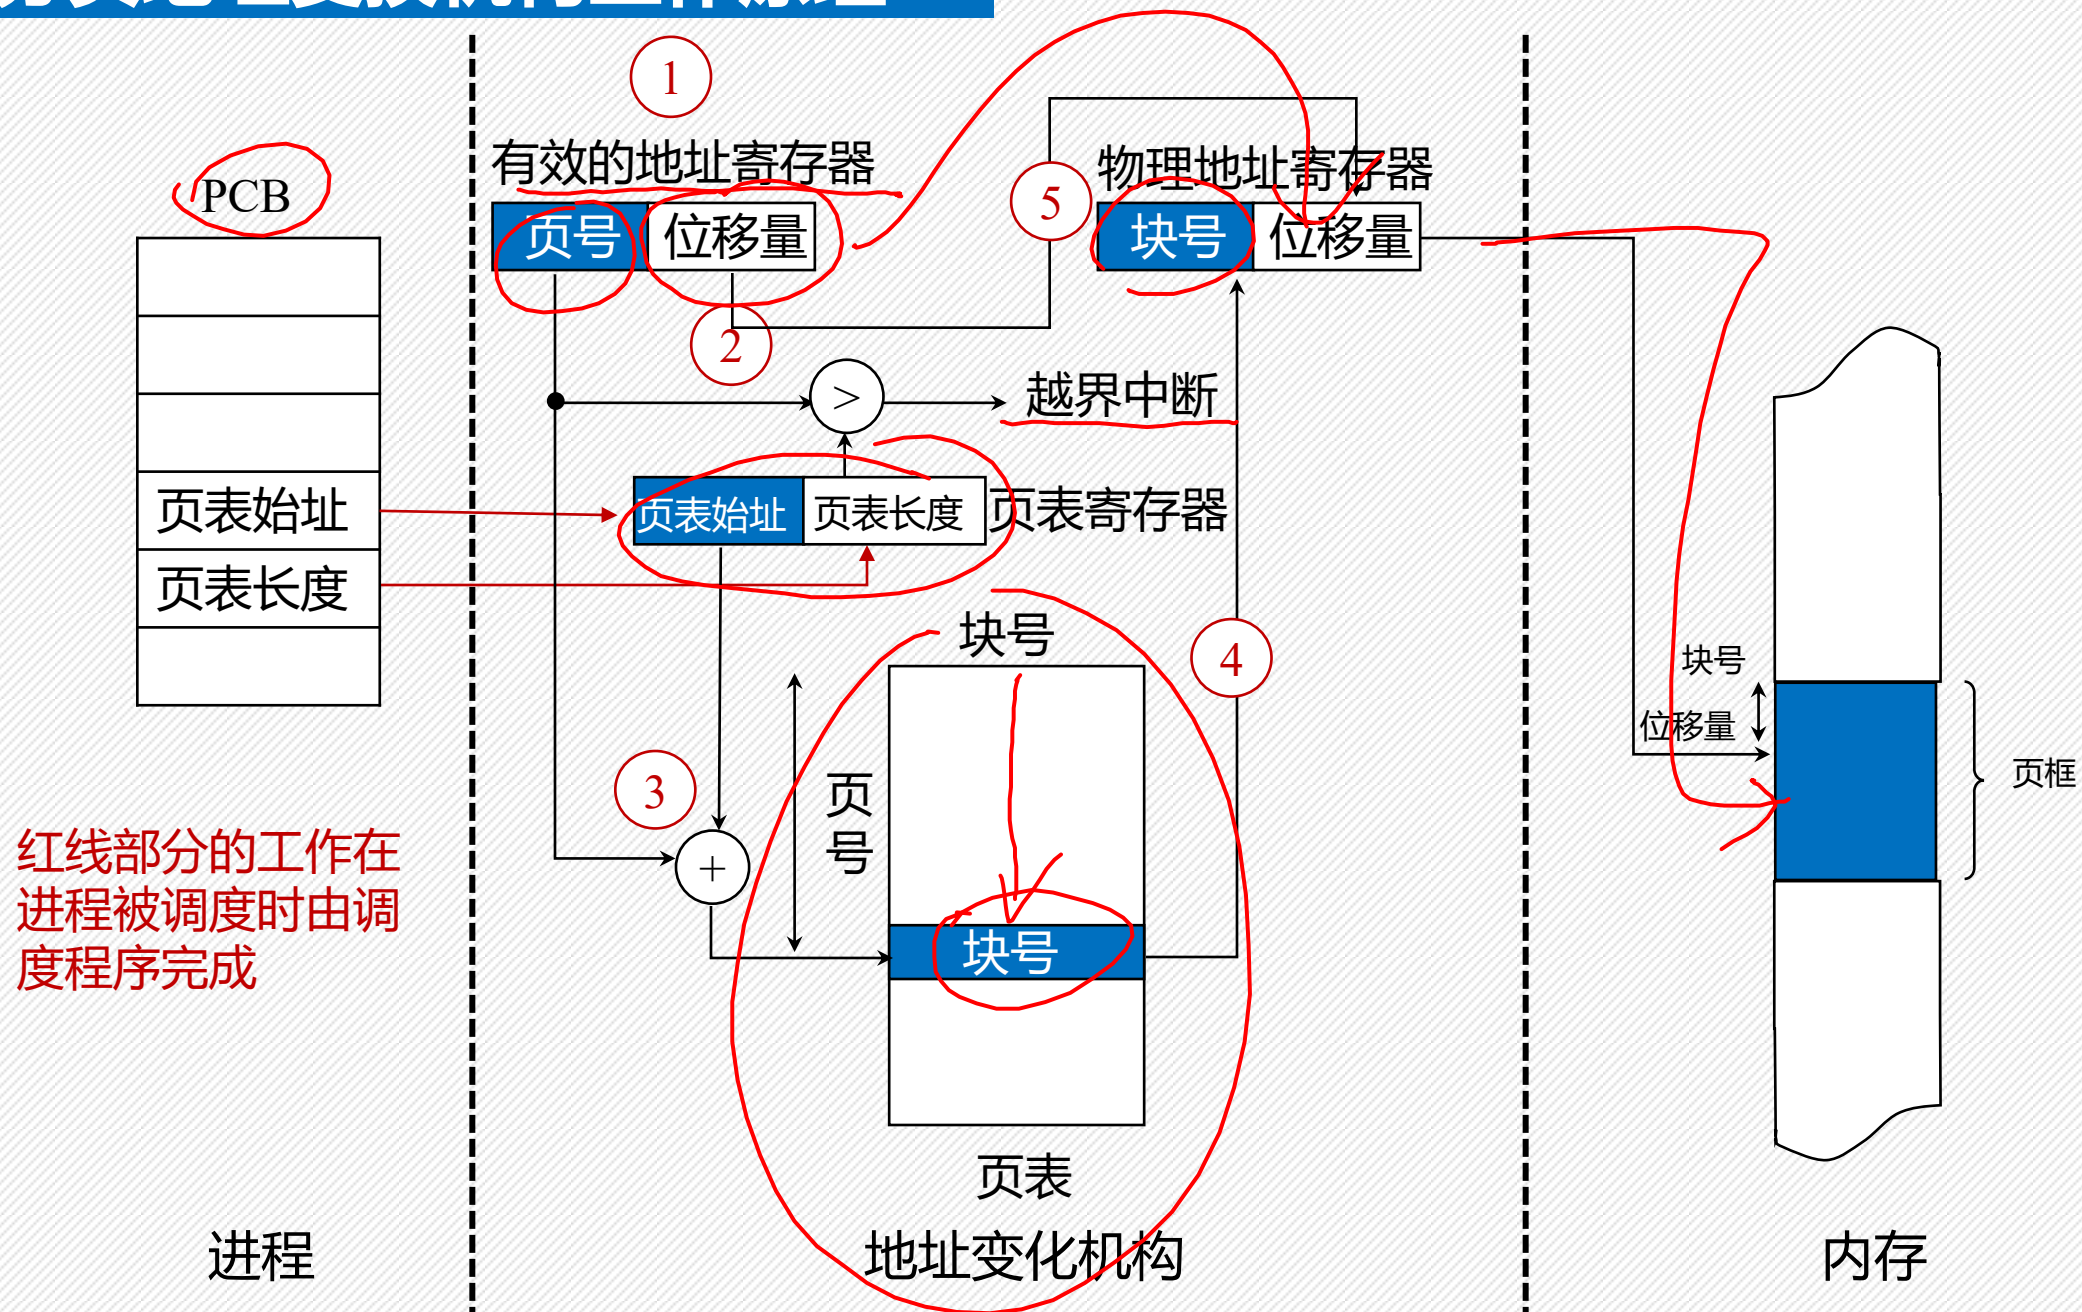 1
有效的地址寄存器
物理地址寄存器
PCB
页号
位移量
5
块号
位移量
2
>
越界中断
页表始址
页表始址
页表长度
页表寄存器
页表长度
块号
4
块号
位移量
页框
3
页号
+
红线部分的工作在
进程被调度时由调
度程序完成
块号
页表
进程
地址变化机构
内存